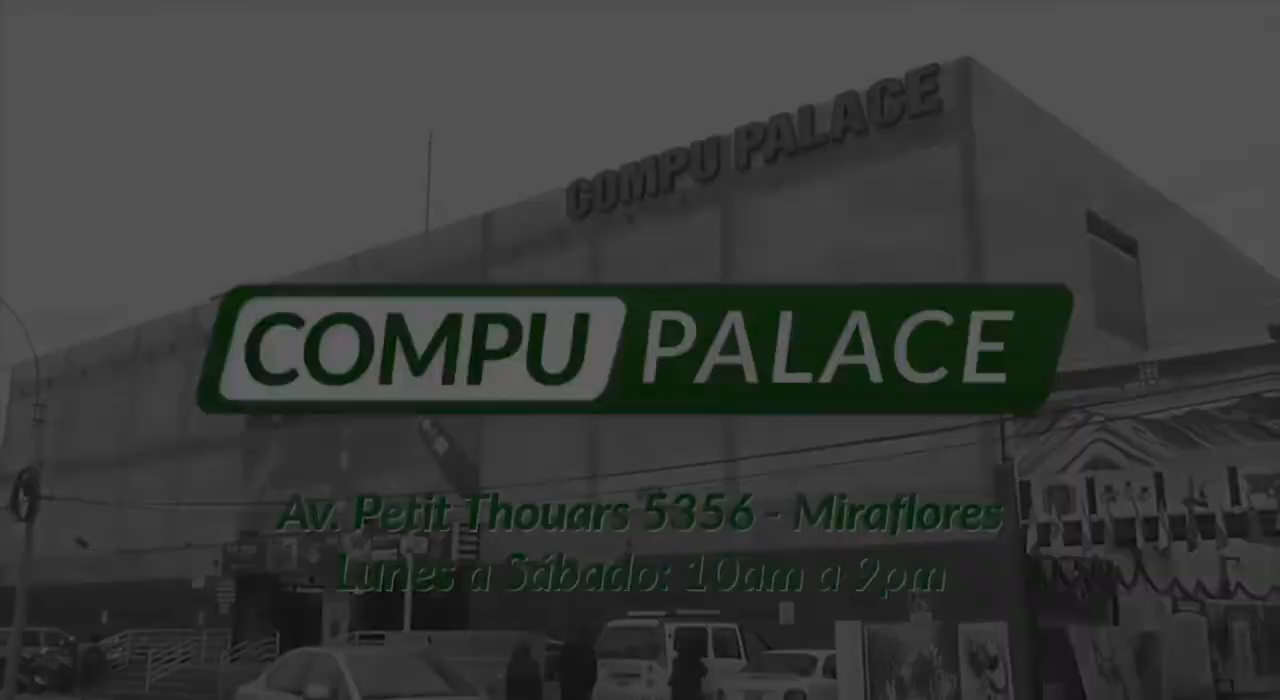 COMPU PALACE
COMPU PALACE
Av. Petit Thouars 5356 - Miraflores
Lunes a Sábado: 10am a 9pm